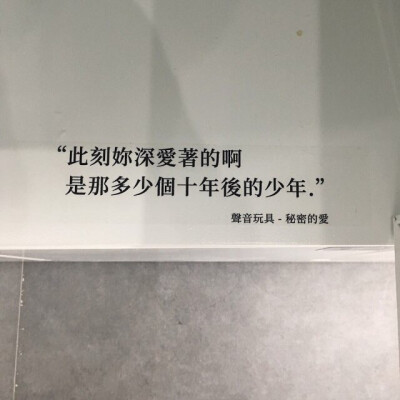 “此刻妳深愛著的啊
是那多少個十年後的少年.”
聲音玩具 - 秘密的愛